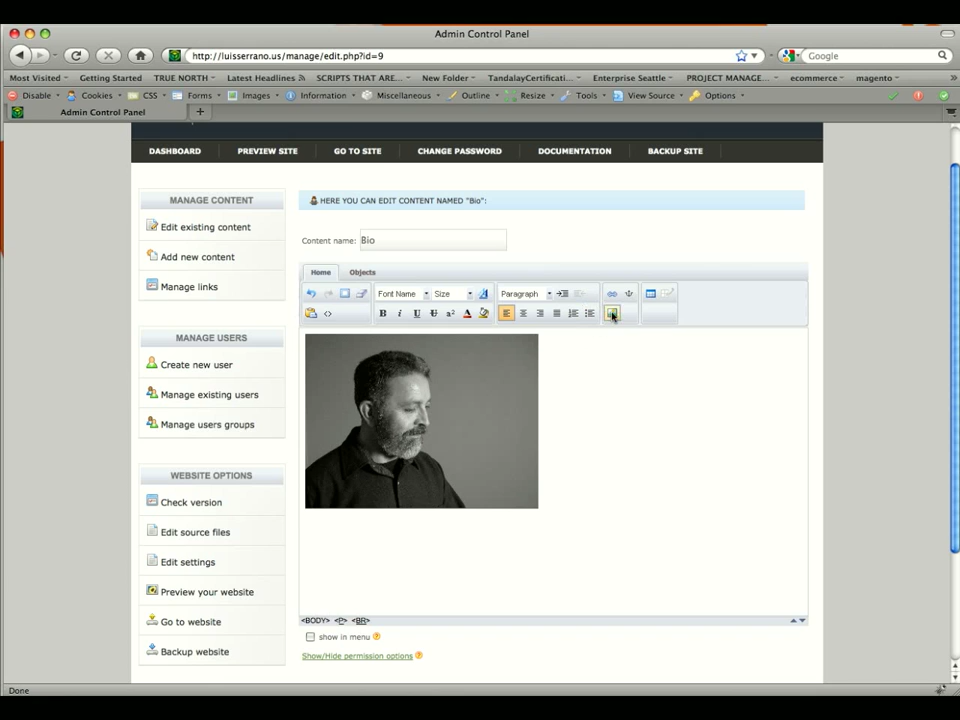 Admin Control Panel
http://luisserrano.us/manage/edit.php?id=9
Google
Most Visited Getting Started TRUE NORTH Latest Headlines SCRIPTS THAT ARE... New Folder TandalayCertificati... Enterprise Seattle PROJECT MANAGE... ecommerce magento
Disable Cookies CSS Forms Images Information Miscellaneous Outline Resize Tools View Source Options
Admin Control Panel
DASHBOARD PREVIEW SITE GO TO SITE CHANGE PASSWORD DOCUMENTATION BACKUP SITE
MANAGE CONTENT
Edit existing content
Add new content
Manage links
MANAGE USERS
Create new user
Manage existing users
Manage users groups
WEBSITE OPTIONS
Check version
Edit source files
Edit settings
Preview your website
Go to website
Backup website
HERE YOU CAN EDIT CONTENT NAMED "Bio":
Content name: Bio
Home Objects
Font Name Size Paragraph
B i U U a² A
<BODY> <P> <BR>
show in menu
Show/Hide permission options
Done